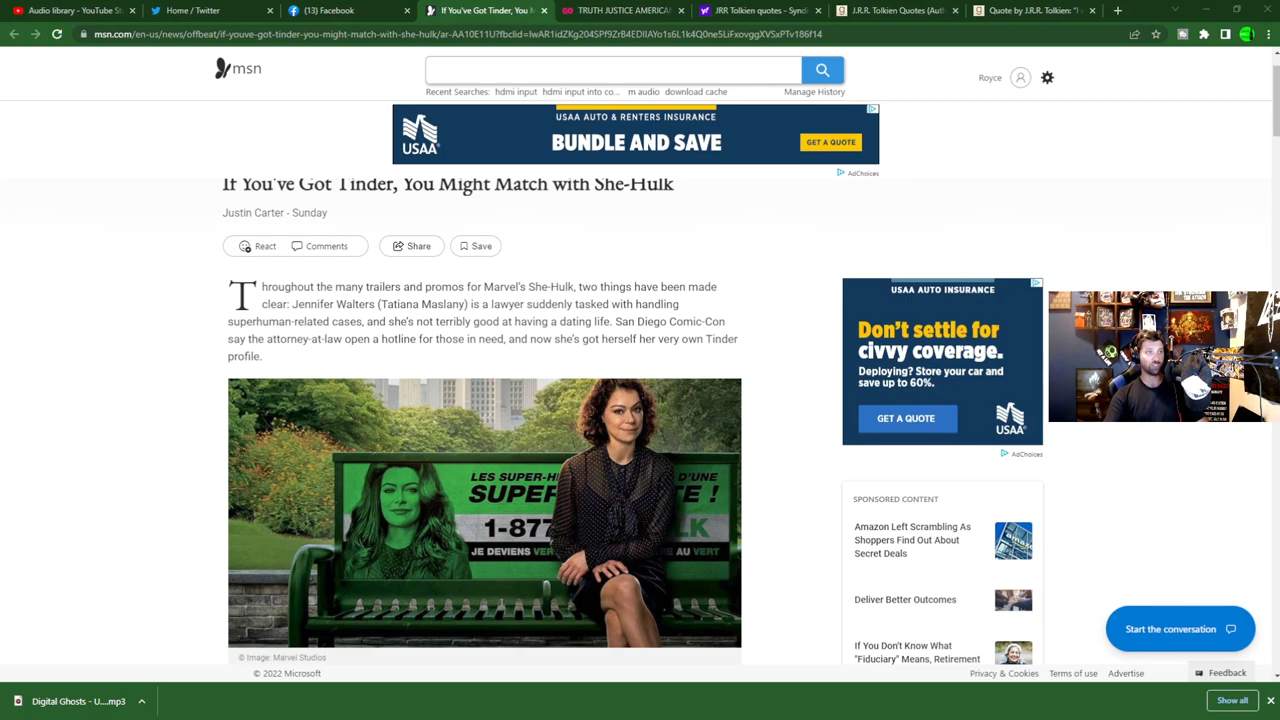 Audio library - YouTube St
Home / Twitter
(13) Facebook
If You've Got Tinder, You M
TRUTH JUSTICE AMERICAN
JRR Tolkien quotes - Synd
J.R.R. Tolkien Quotes (Auth
Quote by J.R.R. Tolkien: "I
msn.com/en-us/news/offbeat/if-youve-got-tinder-you-might-match-with-she-hulk/ar-AA10E11U?fbclid=IwAR1idZKg204SPf9ZrB4EDIIAYo1s6L1k4Q0ne5LiFxovggXVSxPTv186f14
msn
Royce
Recent Searches: hdmi input hdmi input into co... m audio download cache Manage History
USAA AUTO & RENTERS INSURANCE
BUNDLE AND SAVE
USAA
GET A QUOTE
AdChoices
If You've Got Tinder, You Might Match with She-Hulk
Justin Carter - Sunday
React
Comments
Share
Save
Throughout the many trailers and promos for Marvel's She-Hulk, two things have been made
clear: Jennifer Walters (Tatiana Maslany) is a lawyer suddenly tasked with handling
superhuman-related cases, and she's not terribly good at having a dating life. San Diego Comic-Con
say the attorney-at-law open a hotline for those in need, and now she's got herself her very own Tinder
profile.
LES SUPER-H D'UNE
SUPER TE !
1-877 LK
JE DEVIENS VER AU VERT
© Image: Marvel Studios
USAA AUTO INSURANCE
Don't settle for
civvy coverage.
Deploying? Store your car and
save up to 60%.
GET A QUOTE
USAA
AdChoices
SPONSORED CONTENT
Amazon Left Scrambling As
Shoppers Find Out About
Secret Deals
Deliver Better Outcomes
If You Don't Know What
"Fiduciary" Means, Retirement
Start the conversation
© 2022 Microsoft
Privacy & Cookies
Terms of use
Advertise
Feedback
Digital Ghosts - U....mp3
Show all